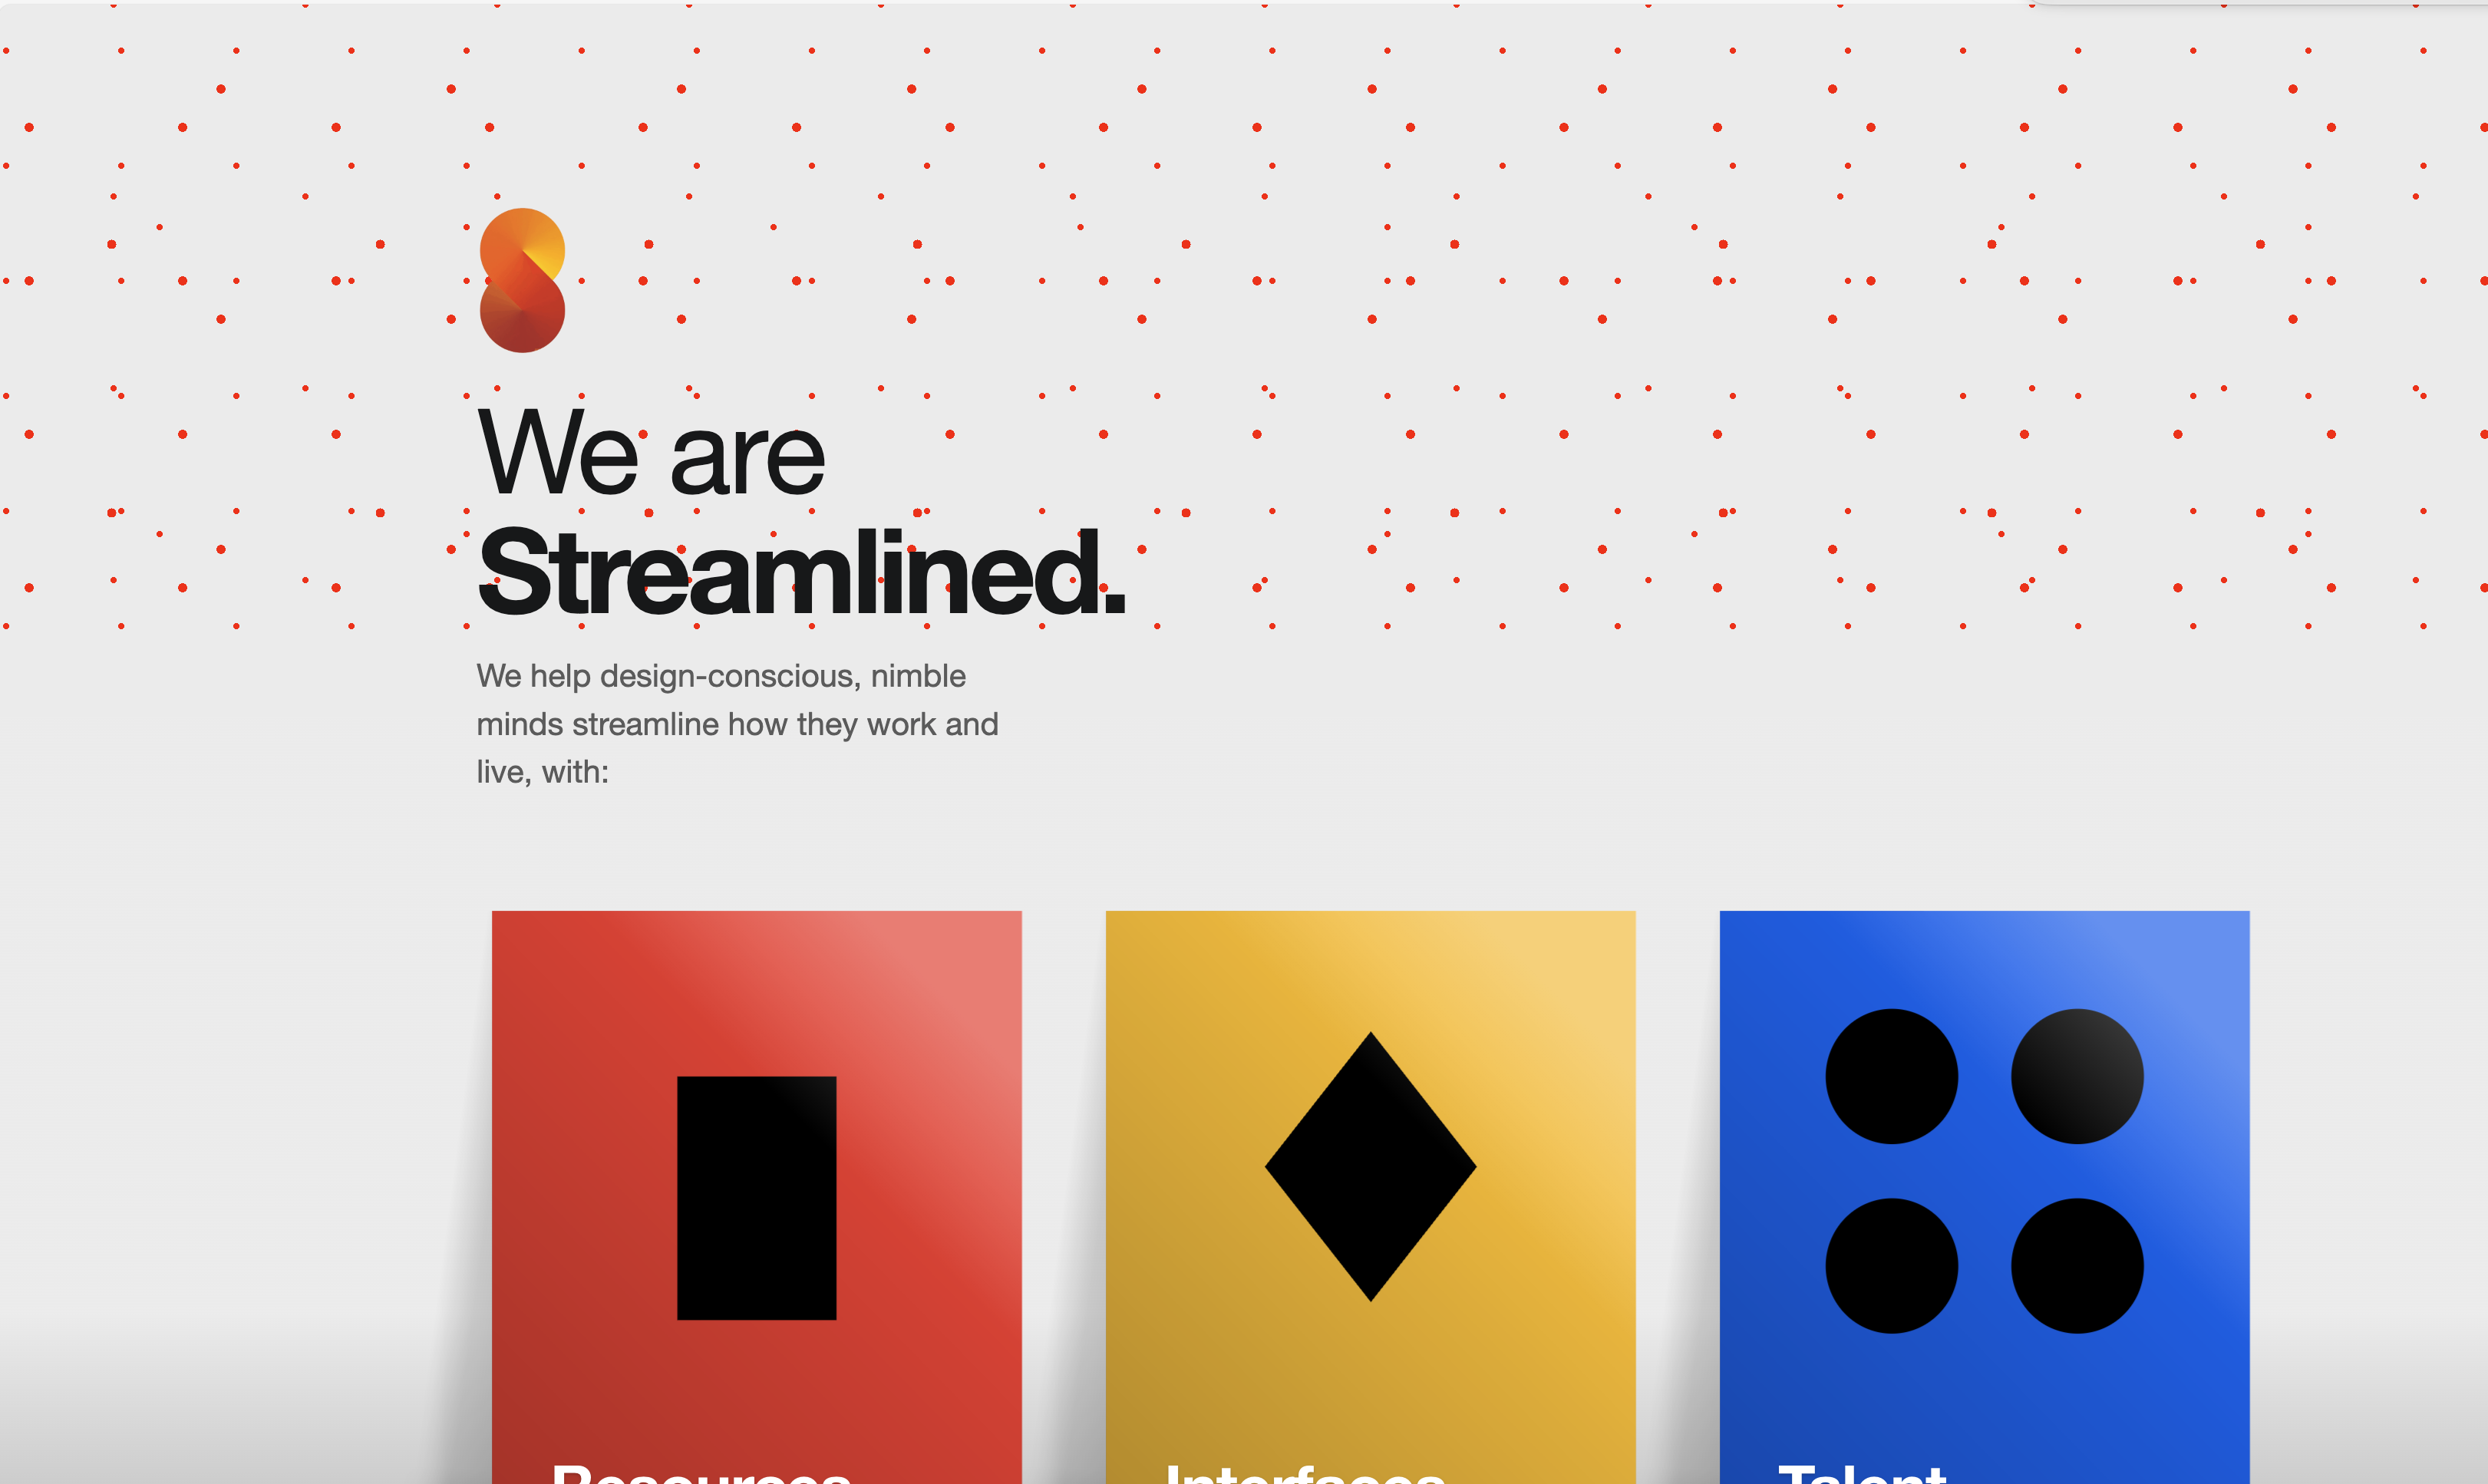 We are
Streamlined.
We help design-conscious, nimble
minds streamline how they work and
live, with:
Resources
Interfaces
Talent